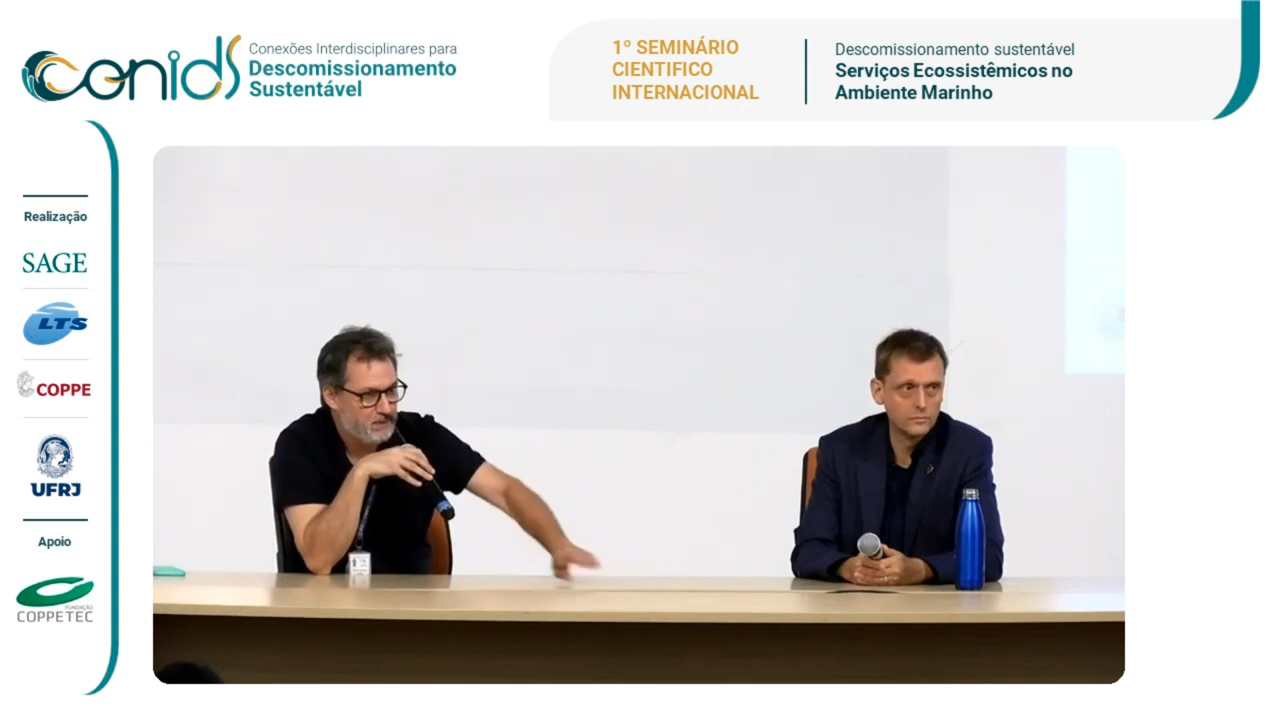 conids
Conexões Interdisciplinares para
Descomissionamento
Sustentável
1º SEMINÁRIO
CIENTIFICO
INTERNACIONAL
Descomissionamento sustentável
Serviços Ecossistêmicos no
Ambiente Marinho
Realização
SAGE
LTS
COPPE
UFRJ
Apoio
FUNDAÇÃO
COPPETEC